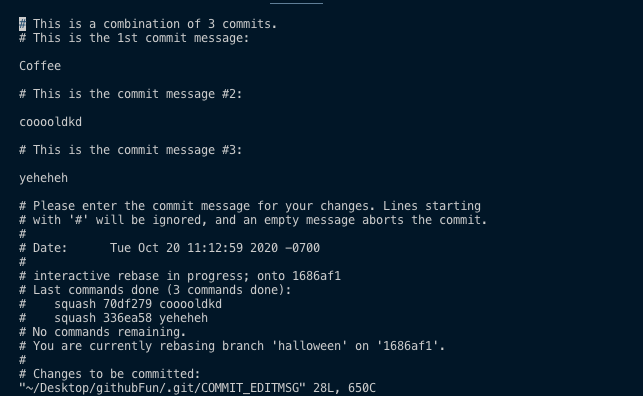 # This is a combination of 3 commits.
# This is the 1st commit message:
Coffee
# This is the commit message #2:
cooooldkd
# This is the commit message #3:
yeheheh
# Please enter the commit message for your changes. Lines starting
# with '#' will be ignored, and an empty message aborts the commit.
#
# Date:      Tue Oct 20 11:12:59 2020 -0700
#
# interactive rebase in progress; onto 1686af1
# Last commands done (3 commands done):
#    squash 70df279 cooooldkd
#    squash 336ea58 yeheheh
# No commands remaining.
# You are currently rebasing branch 'halloween' on '1686af1'.
#
# Changes to be committed:
"~/Desktop/githubFun/.git/COMMIT_EDITMSG" 28L, 650C